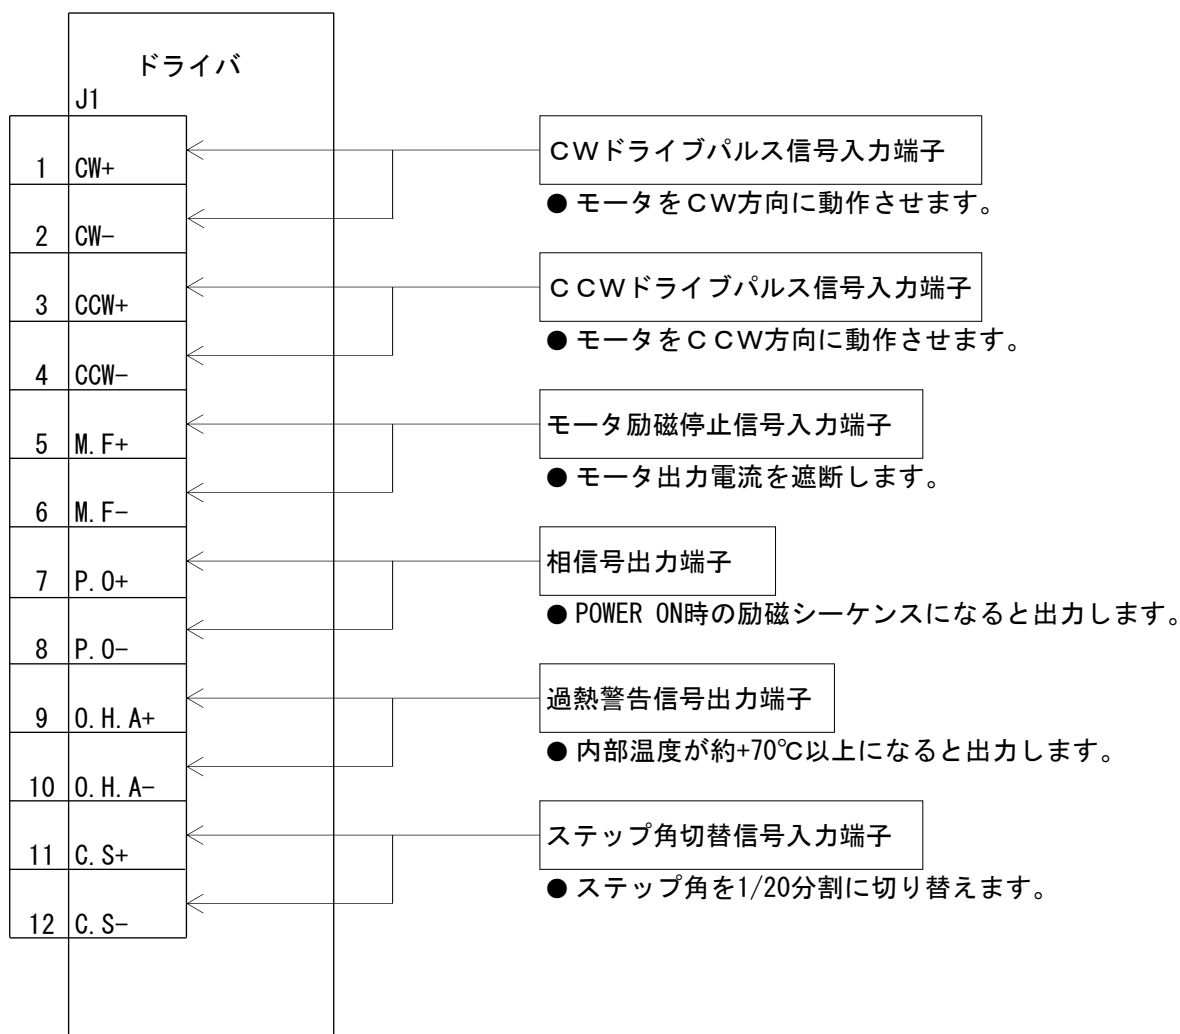 ドライバ
J1
1 CW+
CWドライブパルス信号入力端子
● モータをCW方向に動作させます。
2 CW-
3 CCW+
CCWドライブパルス信号入力端子
● モータをCCW方向に動作させます。
4 CCW-
5 M.F+
モータ励磁停止信号入力端子
● モータ出力電流を遮断します。
6 M.F-
7 P.O+
相信号出力端子
● POWER ON時の励磁シーケンスになると出力します。
8 P.O-
9 O.H.A+
過熱警告信号出力端子
● 内部温度が約+70℃以上になると出力します。
10 O.H.A-
11 C.S+
ステップ角切替信号入力端子
● ステップ角を1/20分割に切り替えます。
12 C.S-